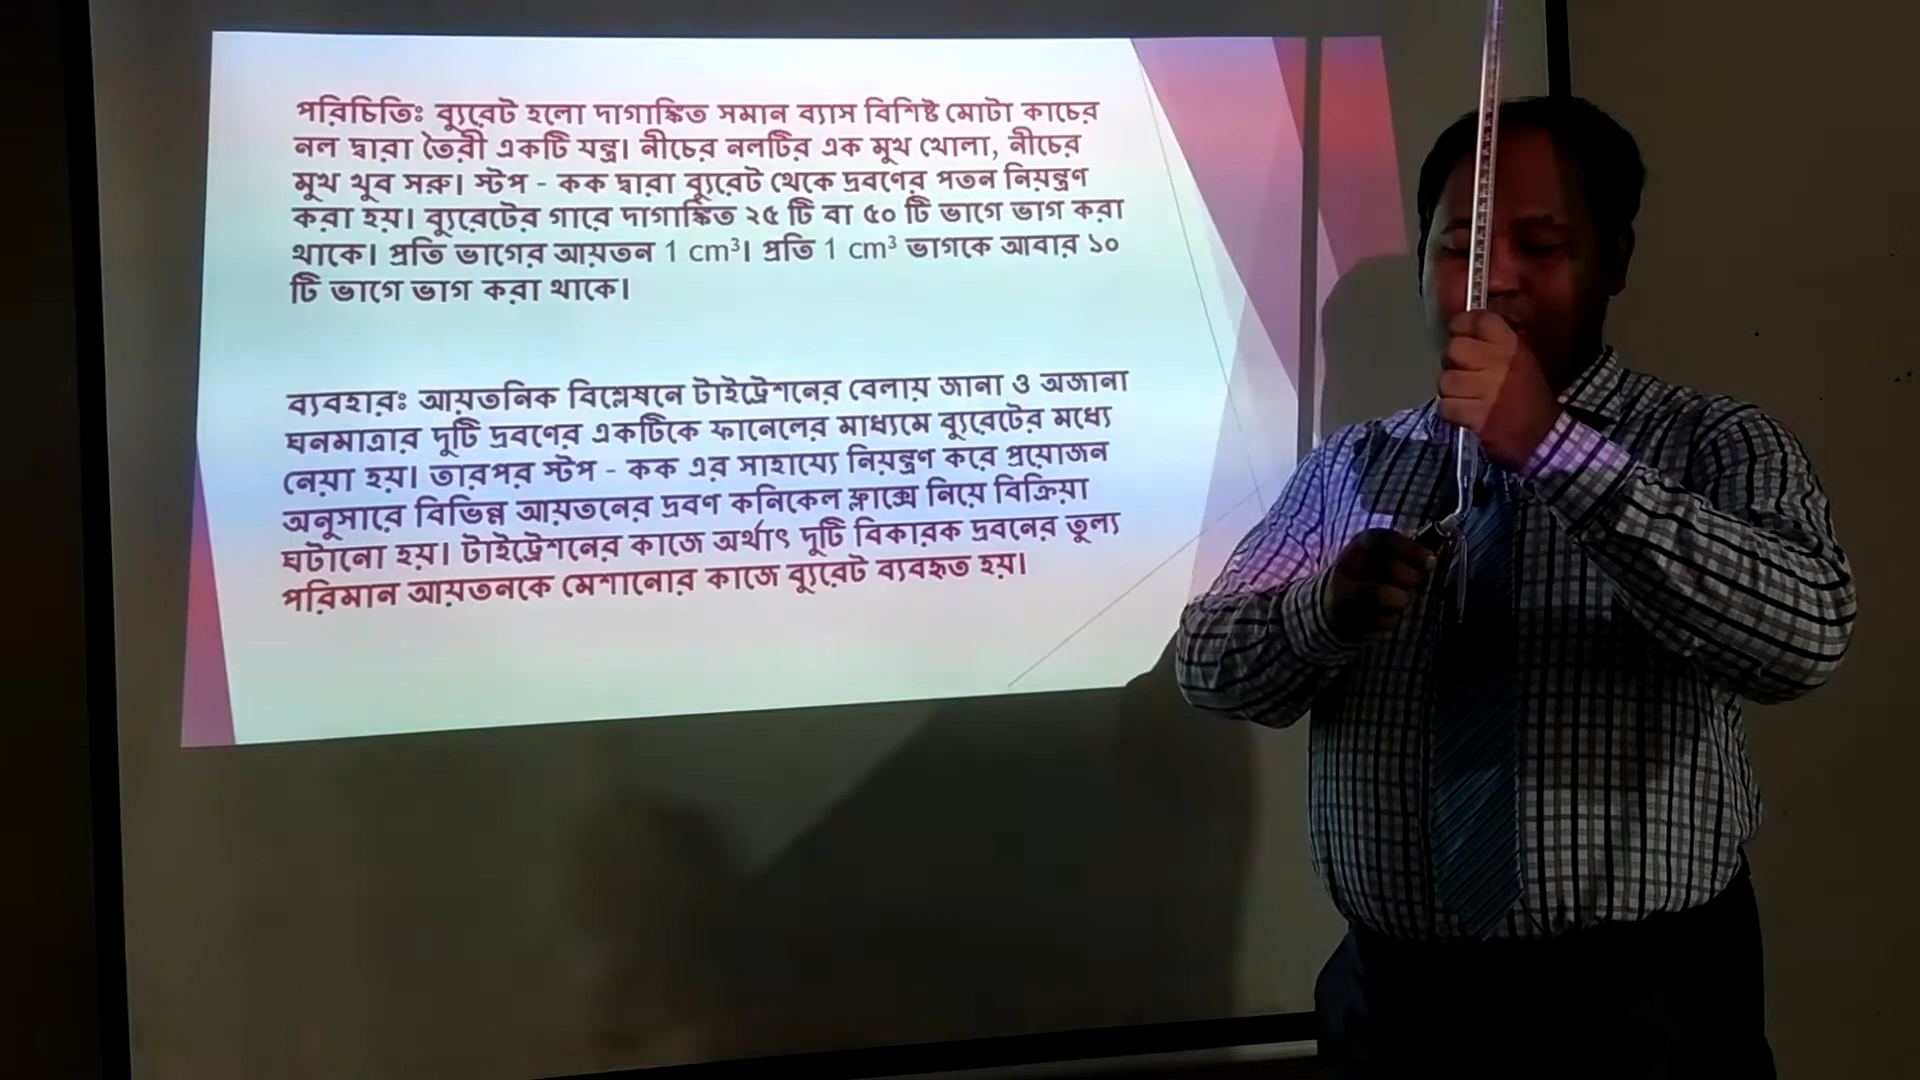 পরিচিতিঃ ব্যুরেট হলো দাগাঙ্কিত সমান ব্যাস বিশিষ্ট মোটা কাচের
নল দ্বারা তৈরী একটি যন্ত্র। নীচের নলটির এক মুখ খোলা, নীচের
মুখ খুব সরু। স্টপ - কক দ্বারা ব্যুরেট থেকে দ্রবণের পতন নিয়ন্ত্রণ
করা হয়। ব্যুরেটের গারে দাগাঙ্কিত ২৫ টি বা ৫০ টি ভাগে ভাগ করা
থাকে। প্রতি ভাগের আয়তন 1 cm³। প্রতি 1 cm³ ভাগকে আবার ১০
টি ভাগে ভাগ করা থাকে।
ব্যবহারঃ আয়তনিক বিশ্লেষনে টাইট্রেশনের বেলায় জানা ও অজানা
ঘনমাত্রার দুটি দ্রবণের একটিকে ফানেলের মাধ্যমে ব্যুরেটের মধ্যে
নেয়া হয়। তারপর স্টপ - কক এর সাহায্যে নিয়ন্ত্রণ করে প্রয়োজন
অনুসারে বিভিন্ন আয়তনের দ্রবণ কনিকেল ফ্লাক্সে নিয়ে বিক্রিয়া
ঘটানো হয়। টাইট্রেশনের কাজে অর্থাৎ দুটি বিকারক দ্রবনের তুল্য
পরিমান আয়তনকে মেশানোর কাজে ব্যুরেট ব্যবহৃত হয়।